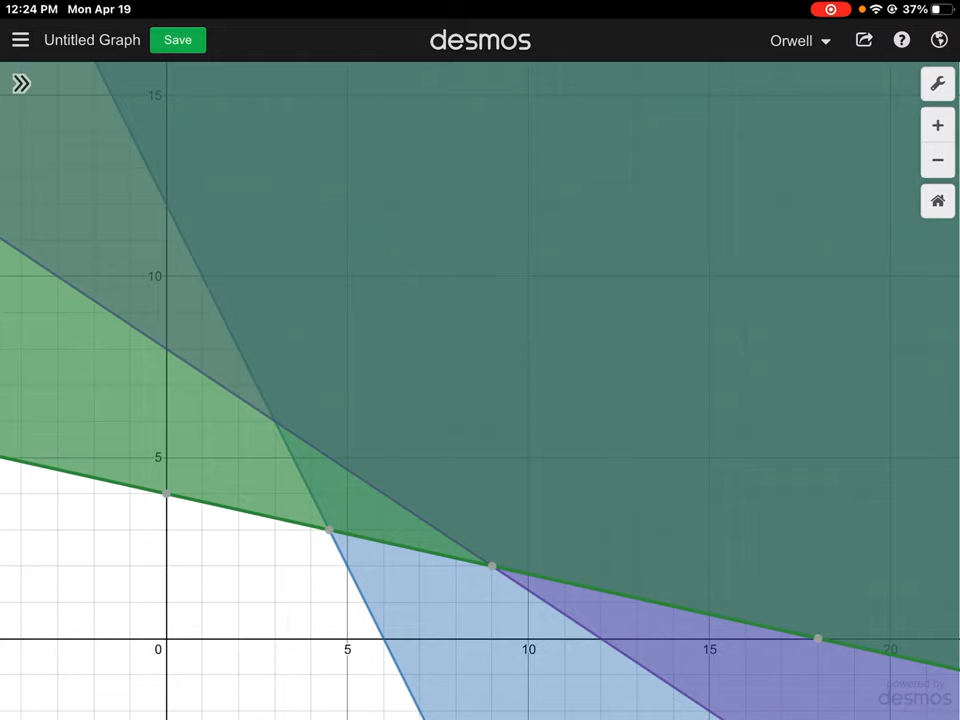 12:24 PM Mon Apr 19 37%
Untitled Graph Save desmos Orwell ?
15
10
5
0 5 10 15 20
powered by
desmos